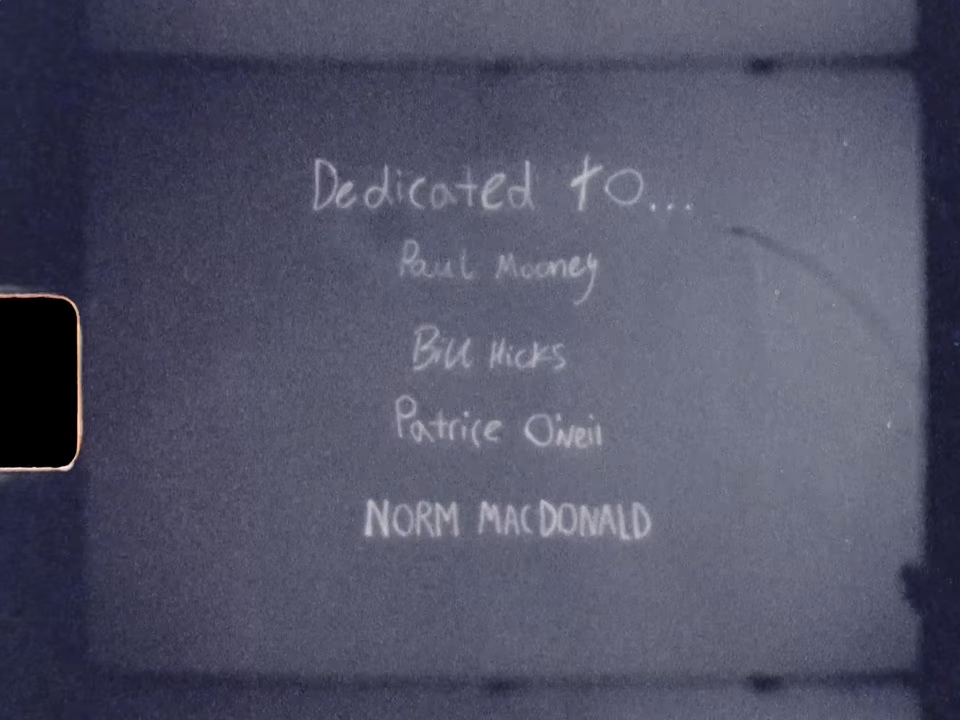 Dedicated to...
Paul Mooney
Bill Hicks
Patrice O'Neil
NORM MACDONALD